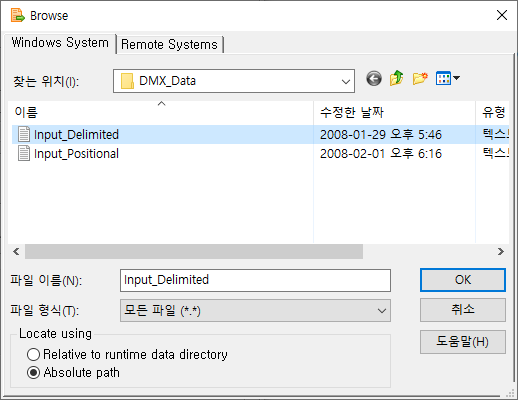 Browse
Windows System Remote Systems
찾는 위치(I): DMX_Data
이름 수정한 날짜 유형
Input_Delimited 2008-01-29 오후 5:46 텍스트
Input_Positional 2008-02-01 오후 6:16 텍스트
파일 이름(N): Input_Delimited OK
파일 형식(T): 모든 파일 (*.*) 취소
Locate using 도움말(H)
Relative to runtime data directory
Absolute path